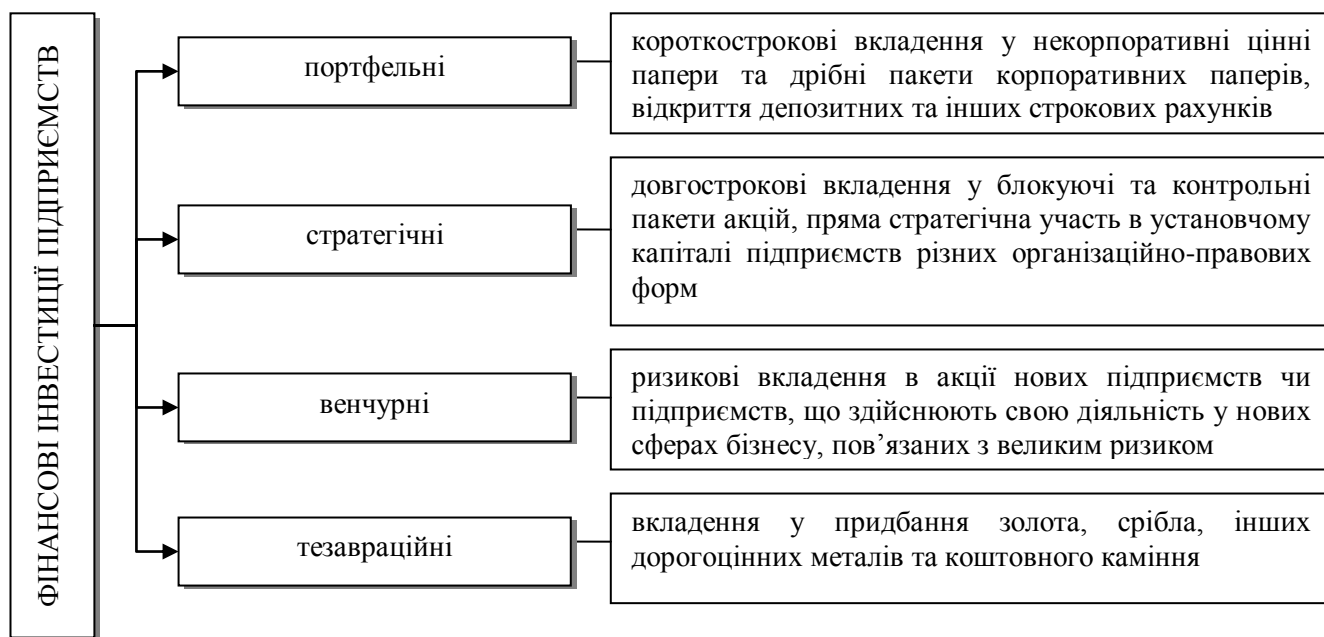 ФІНАНСОВІ ІНВЕСТИЦІЇ ПІДПРИЄМСТВ
портфельні
короткострокові вкладення у некорпоративні цінні
папери та дрібні пакети корпоративних паперів,
відкриття депозитних та інших строкових рахунків
стратегічні
довгострокові вкладення у блокуючі та контрольні
пакети акцій, пряма стратегічна участь в установчому
капіталі підприємств різних організаційно-правових
форм
венчурні
ризикові вкладення в акції нових підприємств чи
підприємств, що здійснюють свою діяльність у нових
сферах бізнесу, пов’язаних з великим ризиком
тезавраційні
вкладення у придбання золота, срібла, інших
дорогоцінних металів та коштовного каміння